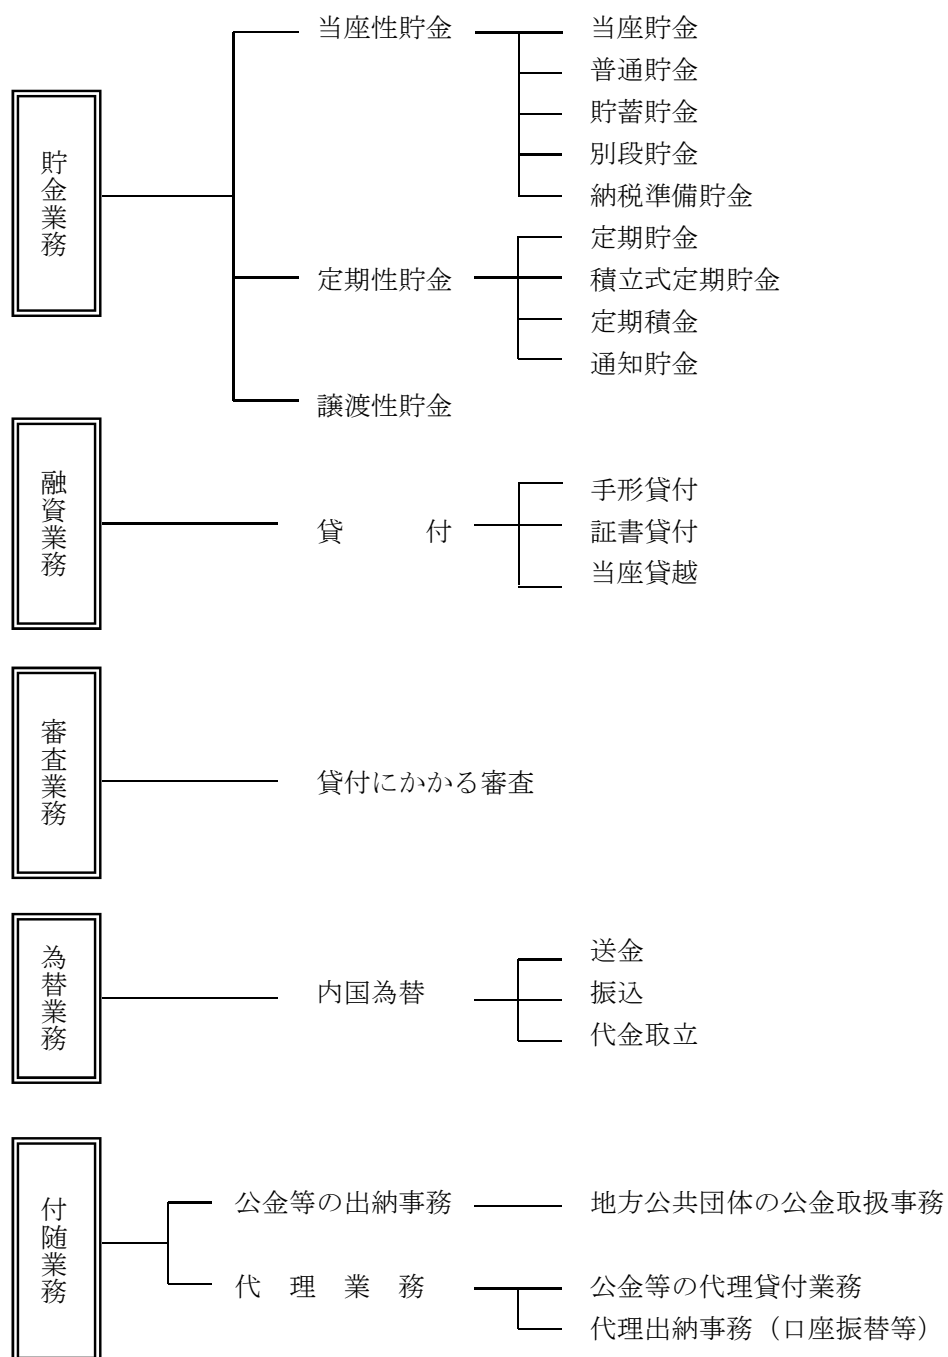 貯金業務
当座性貯金
当座貯金
普通貯金
貯蓄貯金
別段貯金
納税準備貯金
定期性貯金
定期貯金
積立式定期貯金
定期積金
通知貯金
譲渡性貯金
融資業務
貸　　　付
手形貸付
証書貸付
当座貸越
審査業務
貸付にかかる審査
為替業務
内国為替
送金
振込
代金取立
付随業務
公金等の出納事務
地方公共団体の公金取扱事務
代　理　業　務
公金等の代理貸付業務
代理出納事務（口座振替等）